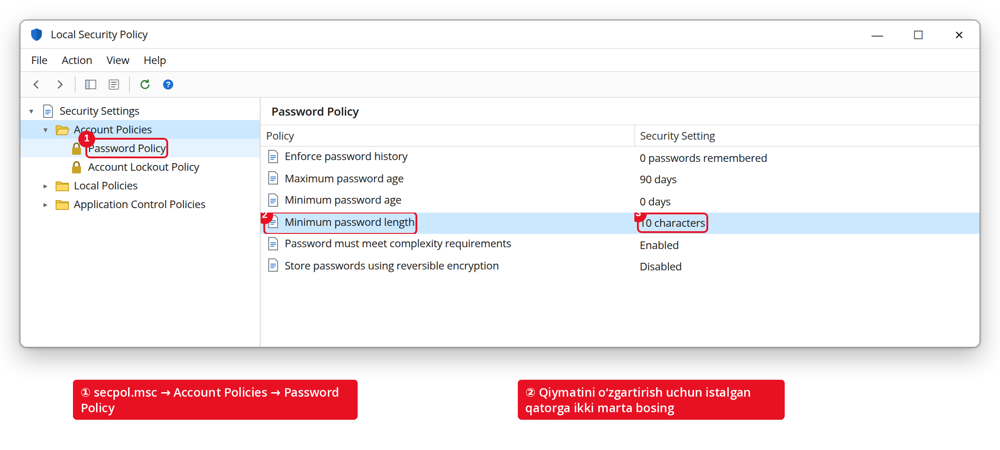 Local Security Policy
File Action View Help
Security Settings
Account Policies
1
Password Policy
Account Lockout Policy
Local Policies
Application Control Policies
Password Policy
Policy Security Setting
Enforce password history 0 passwords remembered
Maximum password age 90 days
Minimum password age 0 days
2 Minimum password length 3 10 characters
Password must meet complexity requirements Enabled
Store passwords using reversible encryption Disabled
① secpol.msc → Account Policies → Password
Policy
② Qiymatini oʻzgartirish uchun istalgan
qatorga ikki marta bosing